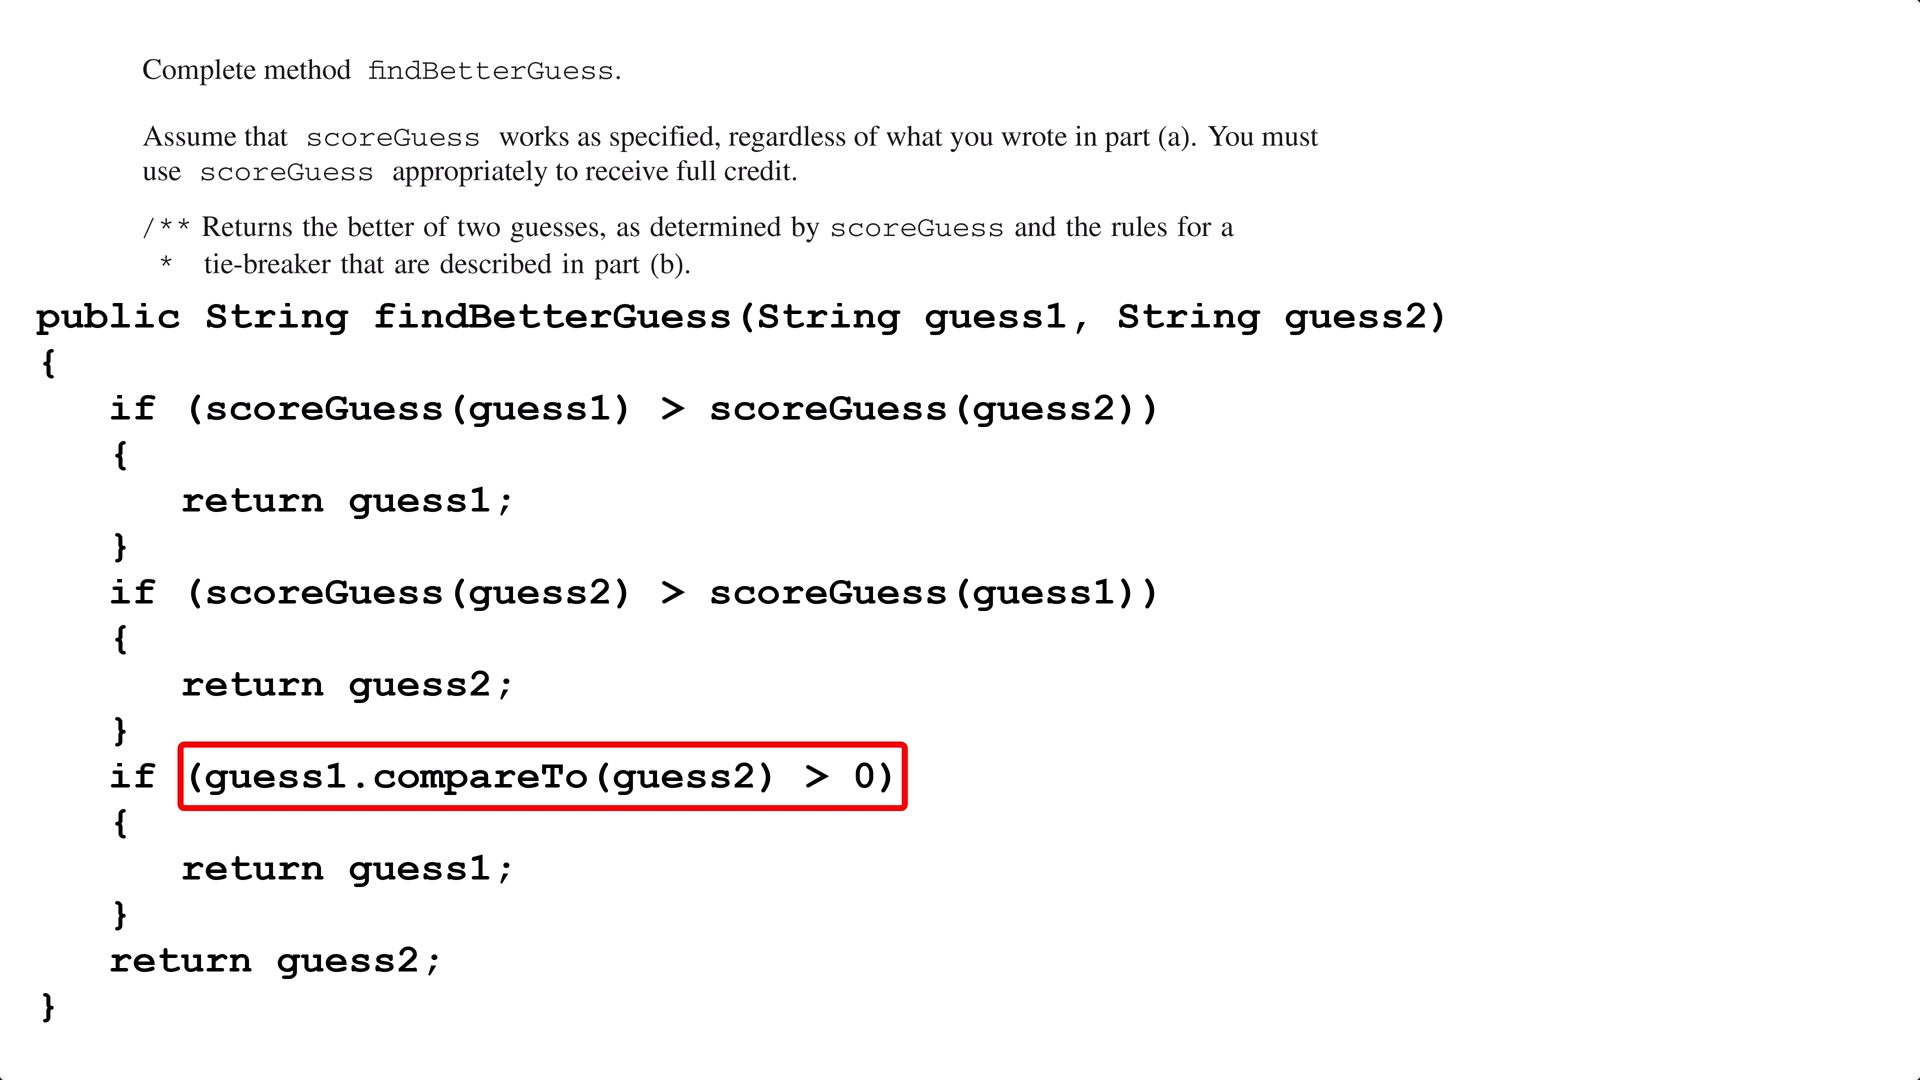 Complete method findBetterGuess.
Assume that scoreGuess works as specified, regardless of what you wrote in part (a). You must
use scoreGuess appropriately to receive full credit.
/** Returns the better of two guesses, as determined by scoreGuess and the rules for a
* tie-breaker that are described in part (b).
public String findBetterGuess(String guess1, String guess2)
{
if (scoreGuess(guess1) > scoreGuess(guess2))
{
return guess1;
}
if (scoreGuess(guess2) > scoreGuess(guess1))
{
return guess2;
}
if (guess1.compareTo(guess2) > 0)
{
return guess1;
}
return guess2;
}